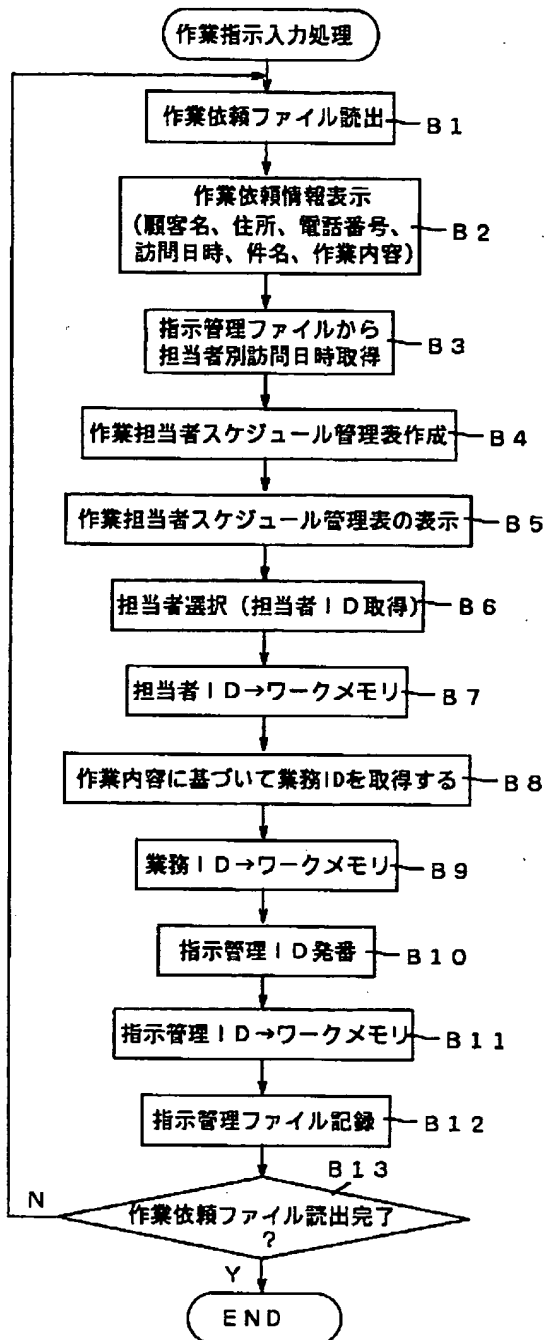 作業指示入力処理
作業依頼ファイル読出
B1
作業依頼情報表示
(顧客名、住所、電話番号、
訪問日時、件名、作業内容)
B2
指示管理ファイルから
担当者別訪問日時取得
B3
作業担当者スケジュール管理表作成
B4
作業担当者スケジュール管理表の表示
B5
担当者選択(担当者ID取得)
B6
担当者ID→ワークメモリ
B7
作業内容に基づいて業務IDを取得する
B8
業務ID→ワークメモリ
B9
指示管理ID発番
B10
指示管理ID→ワークメモリ
B11
指示管理ファイル記録
B12
B13
作業依頼ファイル読出完了
?
N
Y
END